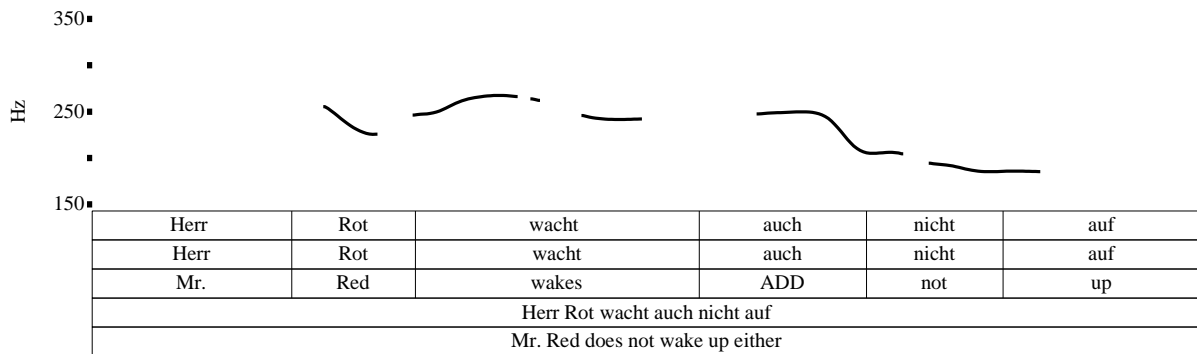 350
Hz
250
150
Herr Rot wacht auch nicht auf
Herr Rot wacht auch nicht auf
Mr. Red wakes ADD not up
Herr Rot wacht auch nicht auf
Mr. Red does not wake up either